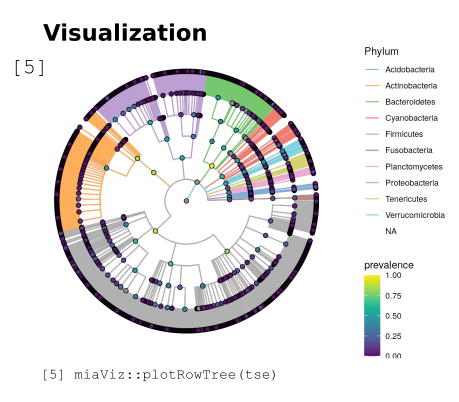 Visualization
[5]
Phylum
Acidobacteria
Actinobacteria
Bacteroidetes
Cyanobacteria
Firmicutes
Fusobacteria
Planctomycetes
Proteobacteria
Tenericutes
Verrucomicrobia
NA
prevalence
1.00
0.75
0.50
0.25
0.00
[5] miaViz::plotRowTree(tse)